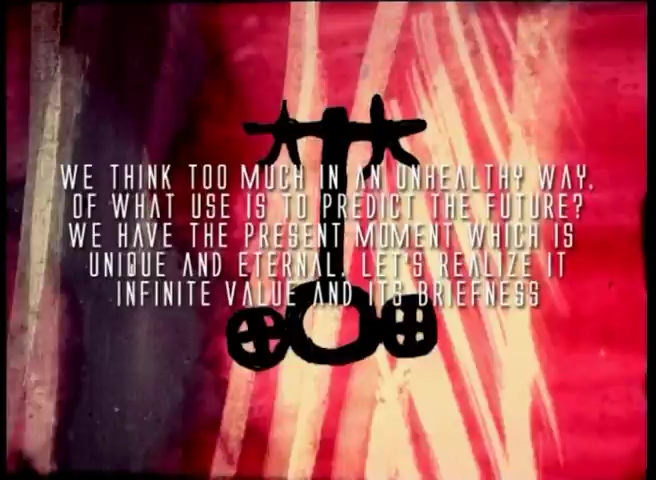 WE THINK TOO MUCH IN AN UNHEALTHY WAY.
OF WHAT USE IS TO PREDICT THE FUTURE?
WE HAVE THE PRESENT MOMENT WHICH IS
UNIQUE AND ETERNAL. LET'S REALIZE IT
INFINITE VALUE AND ITS BRIEFNESS